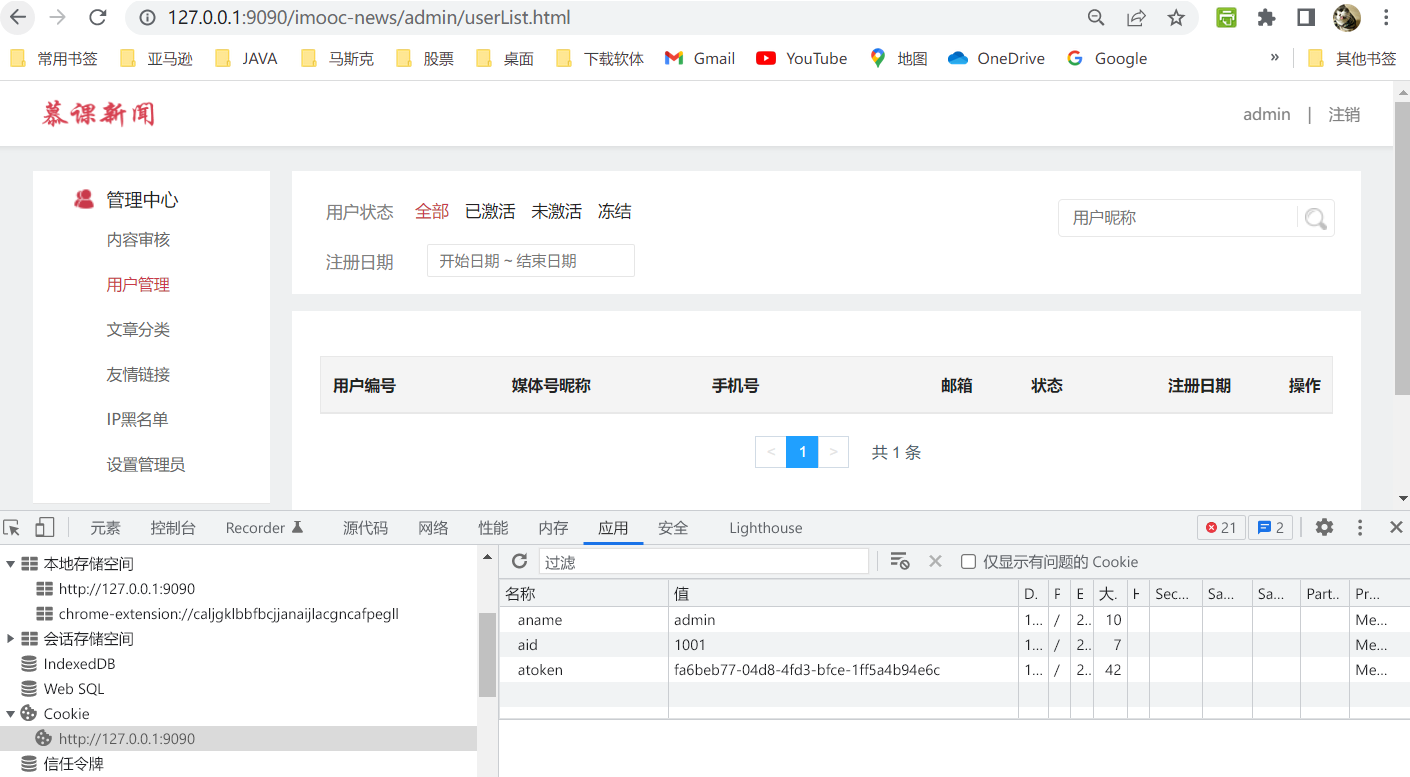 127.0.0.1:9090/imooc-news/admin/userList.html
常用书签 亚马逊 JAVA 马斯克 股票 桌面 下载软体 Gmail YouTube 地图 OneDrive Google » 其他书签
慕课新闻 admin | 注销
管理中心
内容审核
用户管理
文章分类
友情链接
IP黑名单
设置管理员
用户状态 全部 已激活 未激活 冻结 用户昵称
注册日期 开始日期 ~ 结束日期
用户编号 媒体号昵称 手机号 邮箱 状态 注册日期 操作
< 1 > 共 1 条
元素 控制台 Recorder 源代码 网络 性能 内存 应用 安全 Lighthouse 21 2
本地存储空间
http://127.0.0.1:9090
chrome-extension://caljgklbbfbcjjanaijlacgncafpegll
会话存储空间
IndexedDB
Web SQL
Cookie
http://127.0.0.1:9090
信任令牌
过滤 仅显示有问题的 Cookie
名称 值 D. P E 大. H Sec... Sa... Sa... Part.. Pr...
aname admin 1... / 2.. 10 Me...
aid 1001 1... / 2.. 7 Me...
atoken fa6beb77-04d8-4fd3-bfce-1ff5a4b94e6c 1... / 2.. 42 Me...